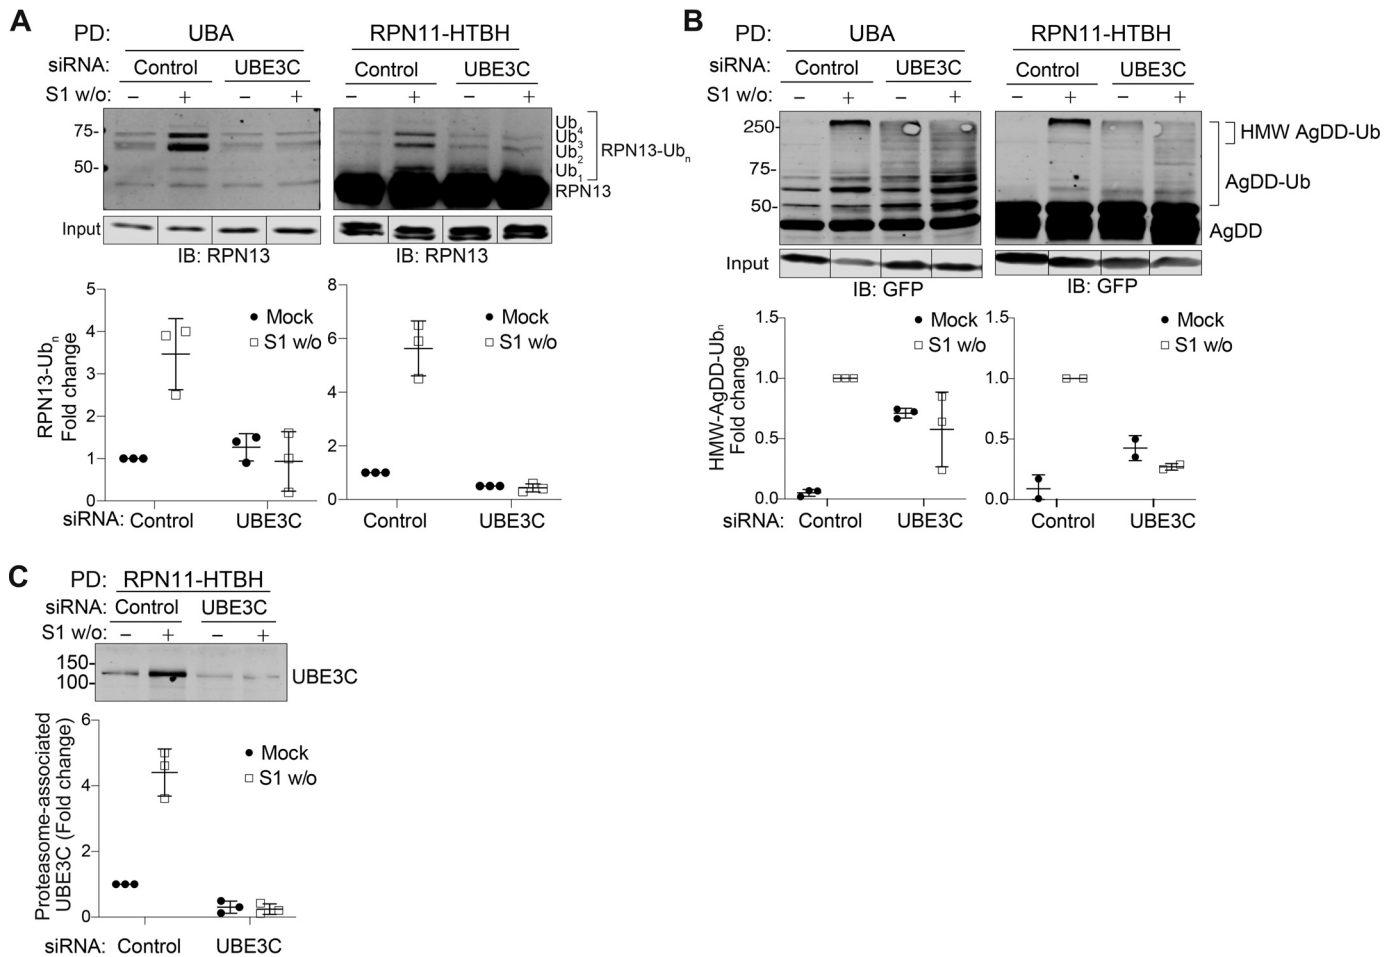 A
PD: UBA RPN11-HTBH
siRNA: Control UBE3C Control UBE3C
S1 w/o: − + − + − + − +
75-
50-
Ub4
Ub3
Ub2
Ub1
RPN13-Ubn
RPN13
Input
IB: RPN13 IB: RPN13
RPN13-Ubn
Fold change
5
4
3
2
1
0
Mock
S1 w/o
8
6
4
2
0
Mock
S1 w/o
siRNA: Control UBE3C Control UBE3C
B
PD: UBA RPN11-HTBH
siRNA: Control UBE3C Control UBE3C
S1 w/o: − + − + − + − +
250-
75-
50-
HMW AgDD-Ub
AgDD-Ub
AgDD
Input
IB: GFP IB: GFP
HMW-AgDD-Ubn
Fold change
1.5
1.0
0.5
0.0
Mock
S1 w/o
1.5
1.0
0.5
0.0
Mock
S1 w/o
siRNA: Control UBE3C Control UBE3C
C
PD: RPN11-HTBH
siRNA: Control UBE3C
S1 w/o: − + − +
150-
100-
UBE3C
Proteasome-associated
UBE3C (Fold change)
6
4
2
0
Mock
S1 w/o
siRNA: Control UBE3C